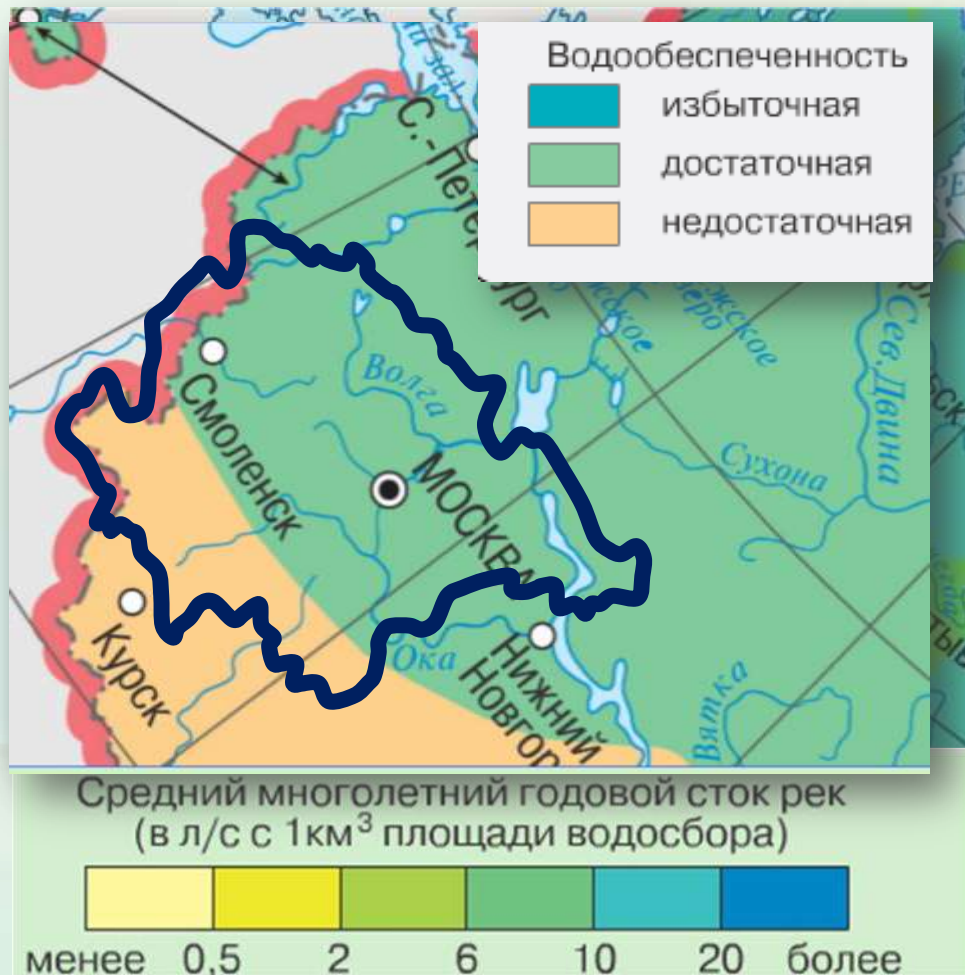 Водообеспеченность
избыточная
достаточная
недостаточная
С.-Петербург
Смоленск
Волга
МОСКВА
Сухона
Сев. Двина
Курск
Ока
Нижний
Новгор
Вятка
Средний многолетний годовой сток рек
(в л/с с 1км³ площади водосбора)
менее 0,5 2 6 10 20 более